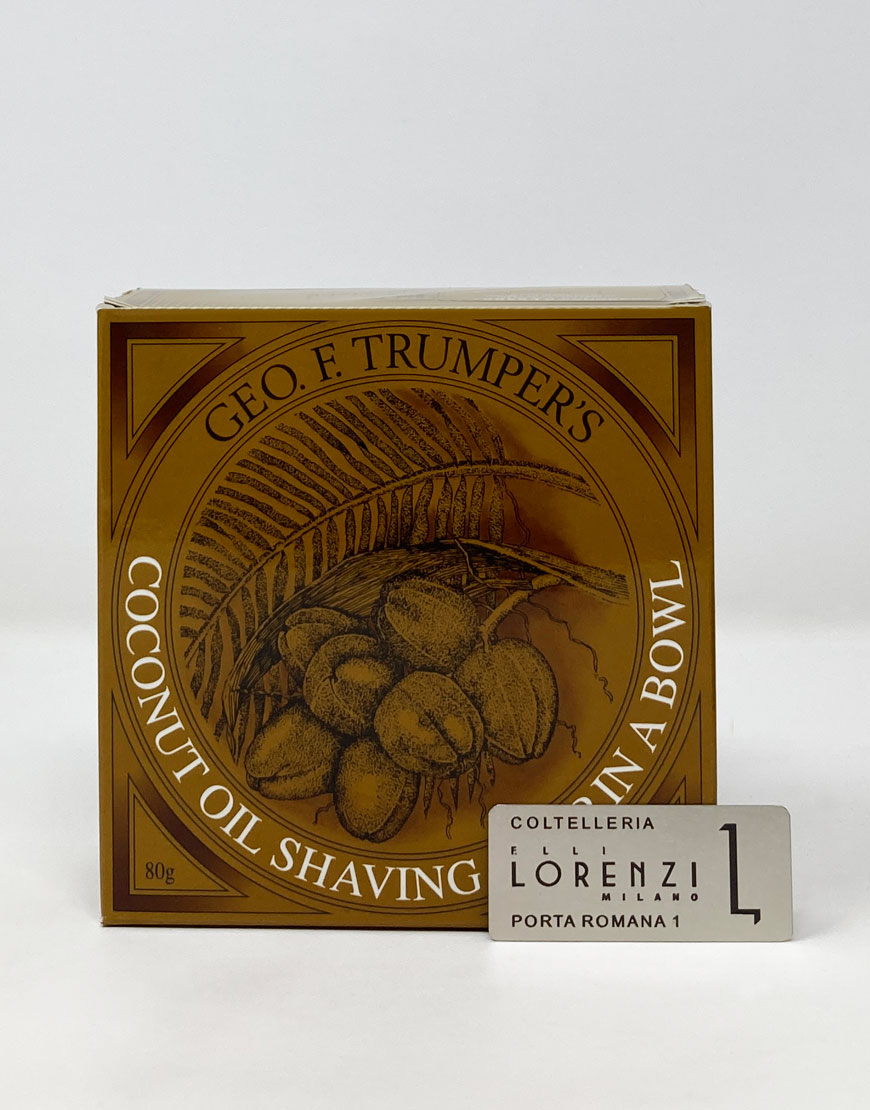 GEO. F. TRUMPER'S
COCONUT OIL SHAVING IN A BOWL
80g
COLTELLERIA
F.LLI
LORENZI
MILANO
PORTA ROMANA 1